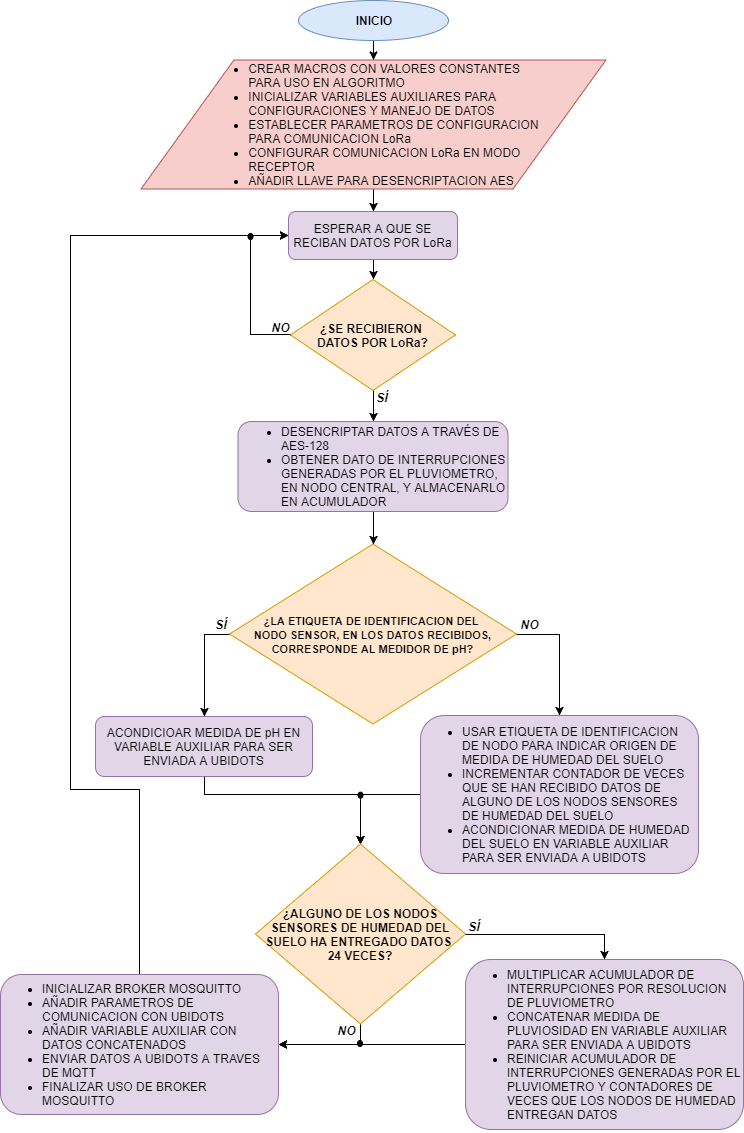 INICIO
CREAR MACROS CON VALORES CONSTANTES
PARA USO EN ALGORITMO
INICIALIZAR VARIABLES AUXILIARES PARA
CONFIGURACIONES Y MANEJO DE DATOS
ESTABLECER PARAMETROS DE CONFIGURACION
PARA COMUNICACION LoRa
CONFIGURAR COMUNICACION LoRa EN MODO
RECEPTOR
AÑADIR LLAVE PARA DESENCRIPTACION AES
ESPERAR A QUE SE
RECIBAN DATOS POR LoRa
NO
¿SE RECIBIERON
DATOS POR LoRa?
SÍ
DESENCRIPTAR DATOS A TRAVÉS DE
AES-128
OBTENER DATO DE INTERRUPCIONES
GENERADAS POR EL PLUVIOMETRO,
EN NODO CENTRAL, Y ALMACENARLO
EN ACUMULADOR
¿LA ETIQUETA DE IDENTIFICACION DEL
NODO SENSOR, EN LOS DATOS RECIBIDOS,
CORRESPONDE AL MEDIDOR DE pH?
SÍ
NO
ACONDICIOAR MEDIDA DE pH EN
VARIABLE AUXILIAR PARA SER
ENVIADA A UBIDOTS
USAR ETIQUETA DE IDENTIFICACION
DE NODO PARA INDICAR ORIGEN DE
MEDIDA DE HUMEDAD DEL SUELO
INCREMENTAR CONTADOR DE VECES
QUE SE HAN RECIBIDO DATOS DE
ALGUNO DE LOS NODOS SENSORES
DE HUMEDAD DEL SUELO
ACONDICIONAR MEDIDA DE HUMEDAD
DEL SUELO EN VARIABLE AUXILIAR
PARA SER ENVIADA A UBIDOTS
¿ALGUNO DE LOS NODOS
SENSORES DE HUMEDAD DEL
SUELO HA ENTREGADO DATOS
24 VECES?
SÍ
NO
MULTIPLICAR ACUMULADOR DE
INTERRUPCIONES POR RESOLUCION
DE PLUVIOMETRO
CONCATENAR MEDIDA DE
PLUVIOSIDAD EN VARIABLE AUXILIAR
PARA SER ENVIADA A UBIDOTS
REINICIAR ACUMULADOR DE
INTERRUPCIONES GENERADAS POR EL
PLUVIOMETRO Y CONTADORES DE
VECES QUE LOS NODOS DE HUMEDAD
ENTREGAN DATOS
INICIALIZAR BROKER MOSQUITTO
AÑADIR PARAMETROS DE
COMUNICACION CON UBIDOTS
AÑADIR VARIABLE AUXILIAR CON
DATOS CONCATENADOS
ENVIAR DATOS A UBIDOTS A TRAVES
DE MQTT
FINALIZAR USO DE BROKER
MOSQUITTO